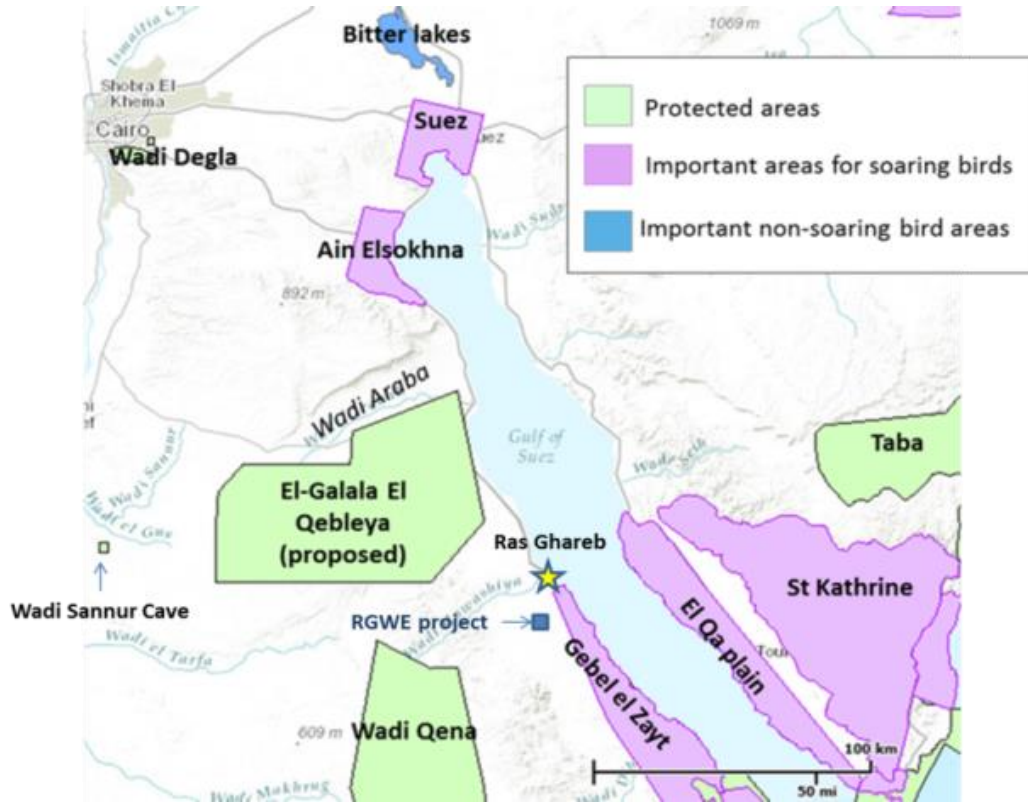 Ismailia C
1069 m
Bitter lakes
Shobra El
Khema
Protected areas
Cairo
Suez
uez
Wadi Degla
Important areas for soaring birds
Wadi Sudr
Important non-soaring bird areas
Ain Elsokhna
892 m
Wadi Araba
Gulf of
Suez
Taba
Wadi Sannur
El-Galala El
Qebleya
(proposed)
Wadi el Gue
Ras Ghareb
St Kathrine
Wadi Sannur Cave
RGWE project
El Qa plain
Wadi el Tarfa
Tour
Gebel el Zayt
Wadi Qena
609 m
100 km
50 mi